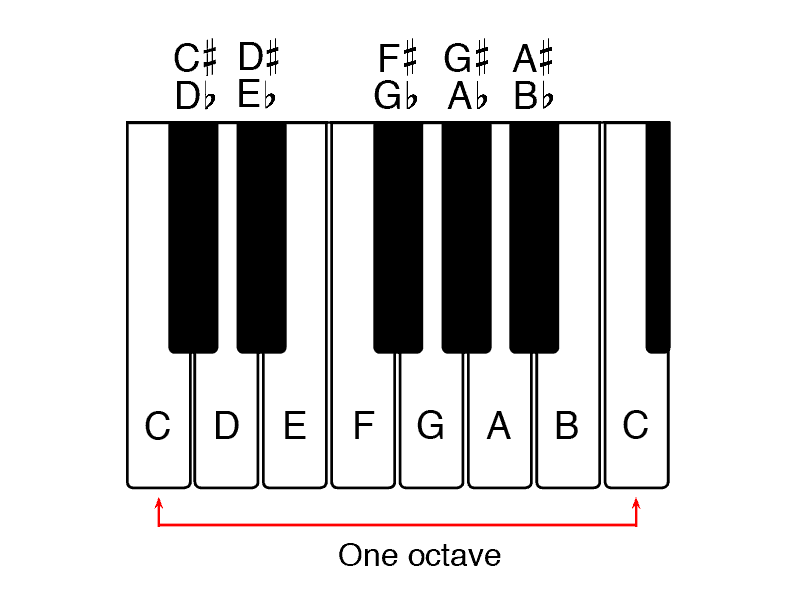 C♯ D♯ F♯ G♯ A♯
D♭ E♭ G♭ A♭ B♭
C D E F G A B C
One octave